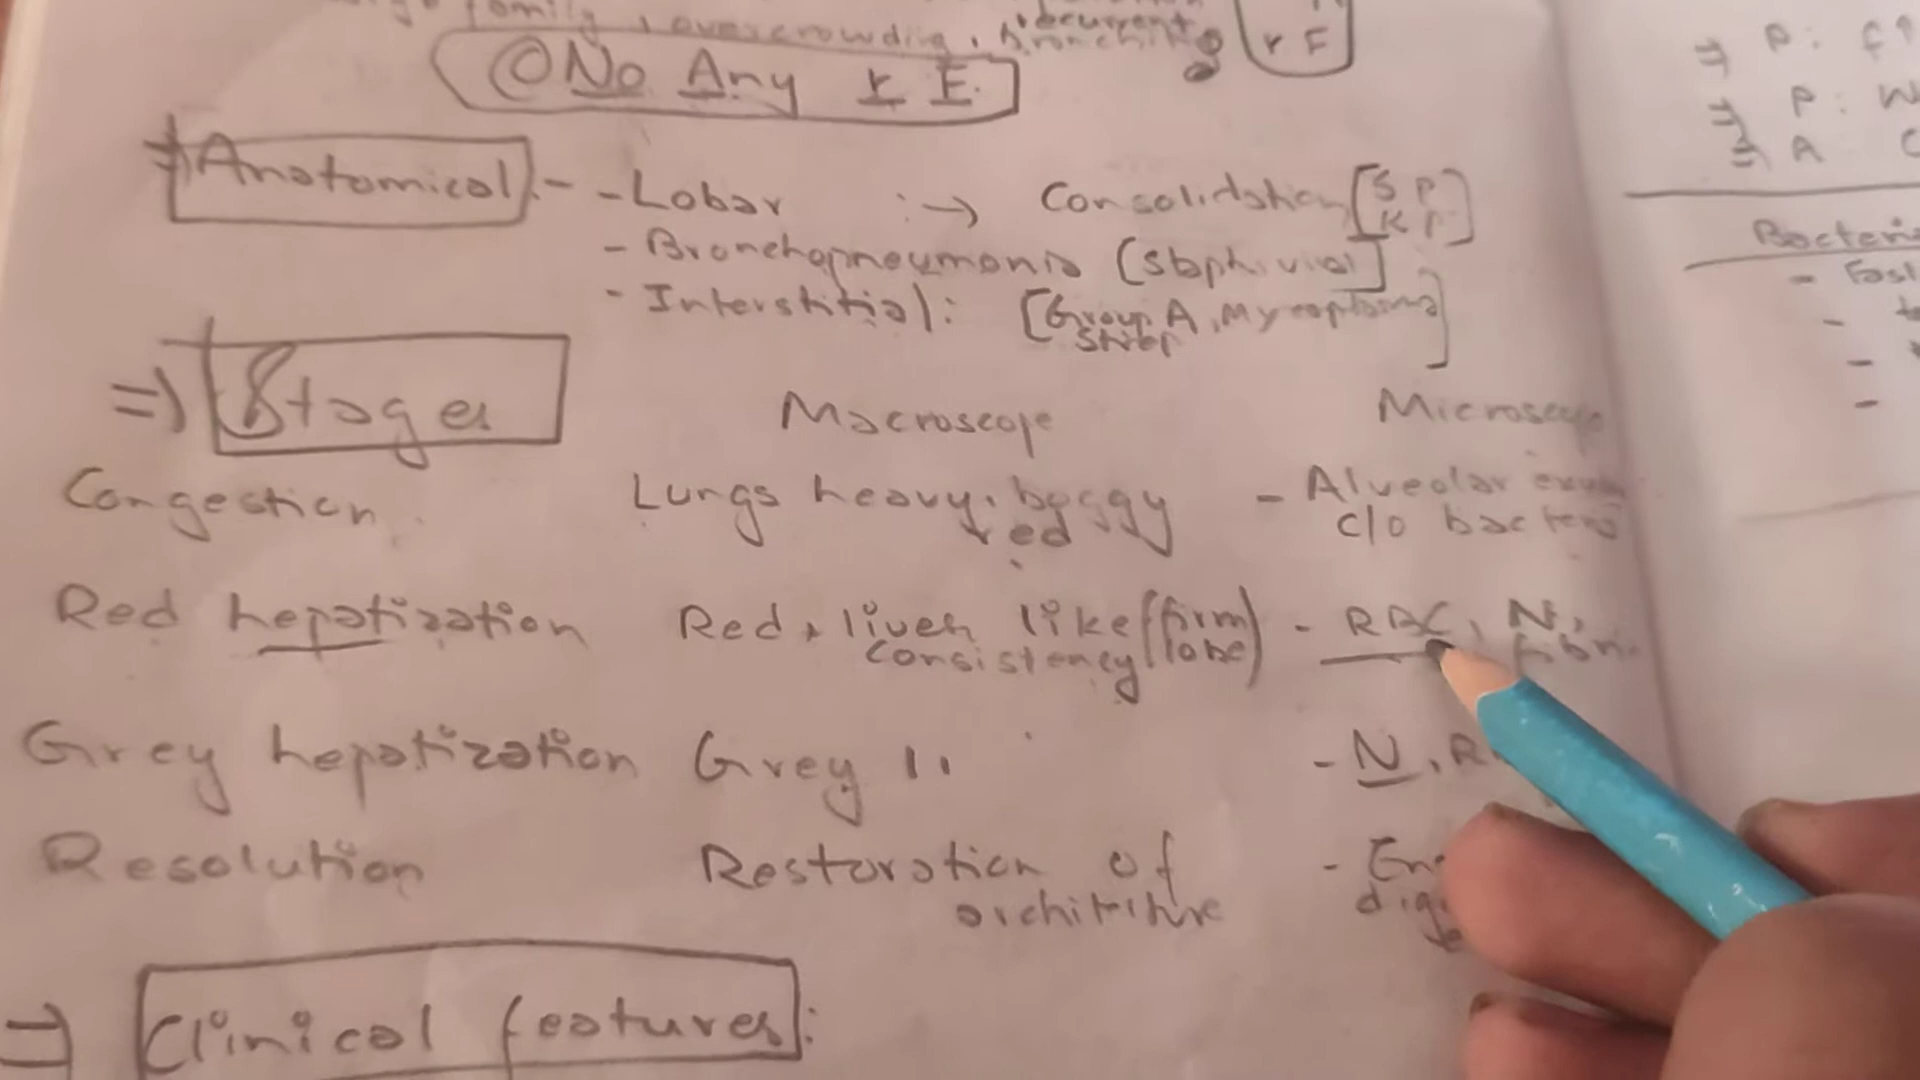 family, overcrowding, recurrent
r F
@ No Any r F.
⇒ Anatomical :- - Lobar :→ Consolidation [S P
K P]
- Bronchopneumonia [Staph, viral]
- Interstitial : [Group A, Mycoplasma
Strep]
⇒ Stages Macroscope Microscope
Congestion Lungs heavy, boggy - Alveolar
red c/o bacteria
Red hepatization Red, liver like (firm - RBC, N,
consistency lobe)
Grey hepatization Grey 11 - N,
Resolution Restoration of
architecture
⇒ Clinical features:
⇒ P:
⇒ P:
⇒ A